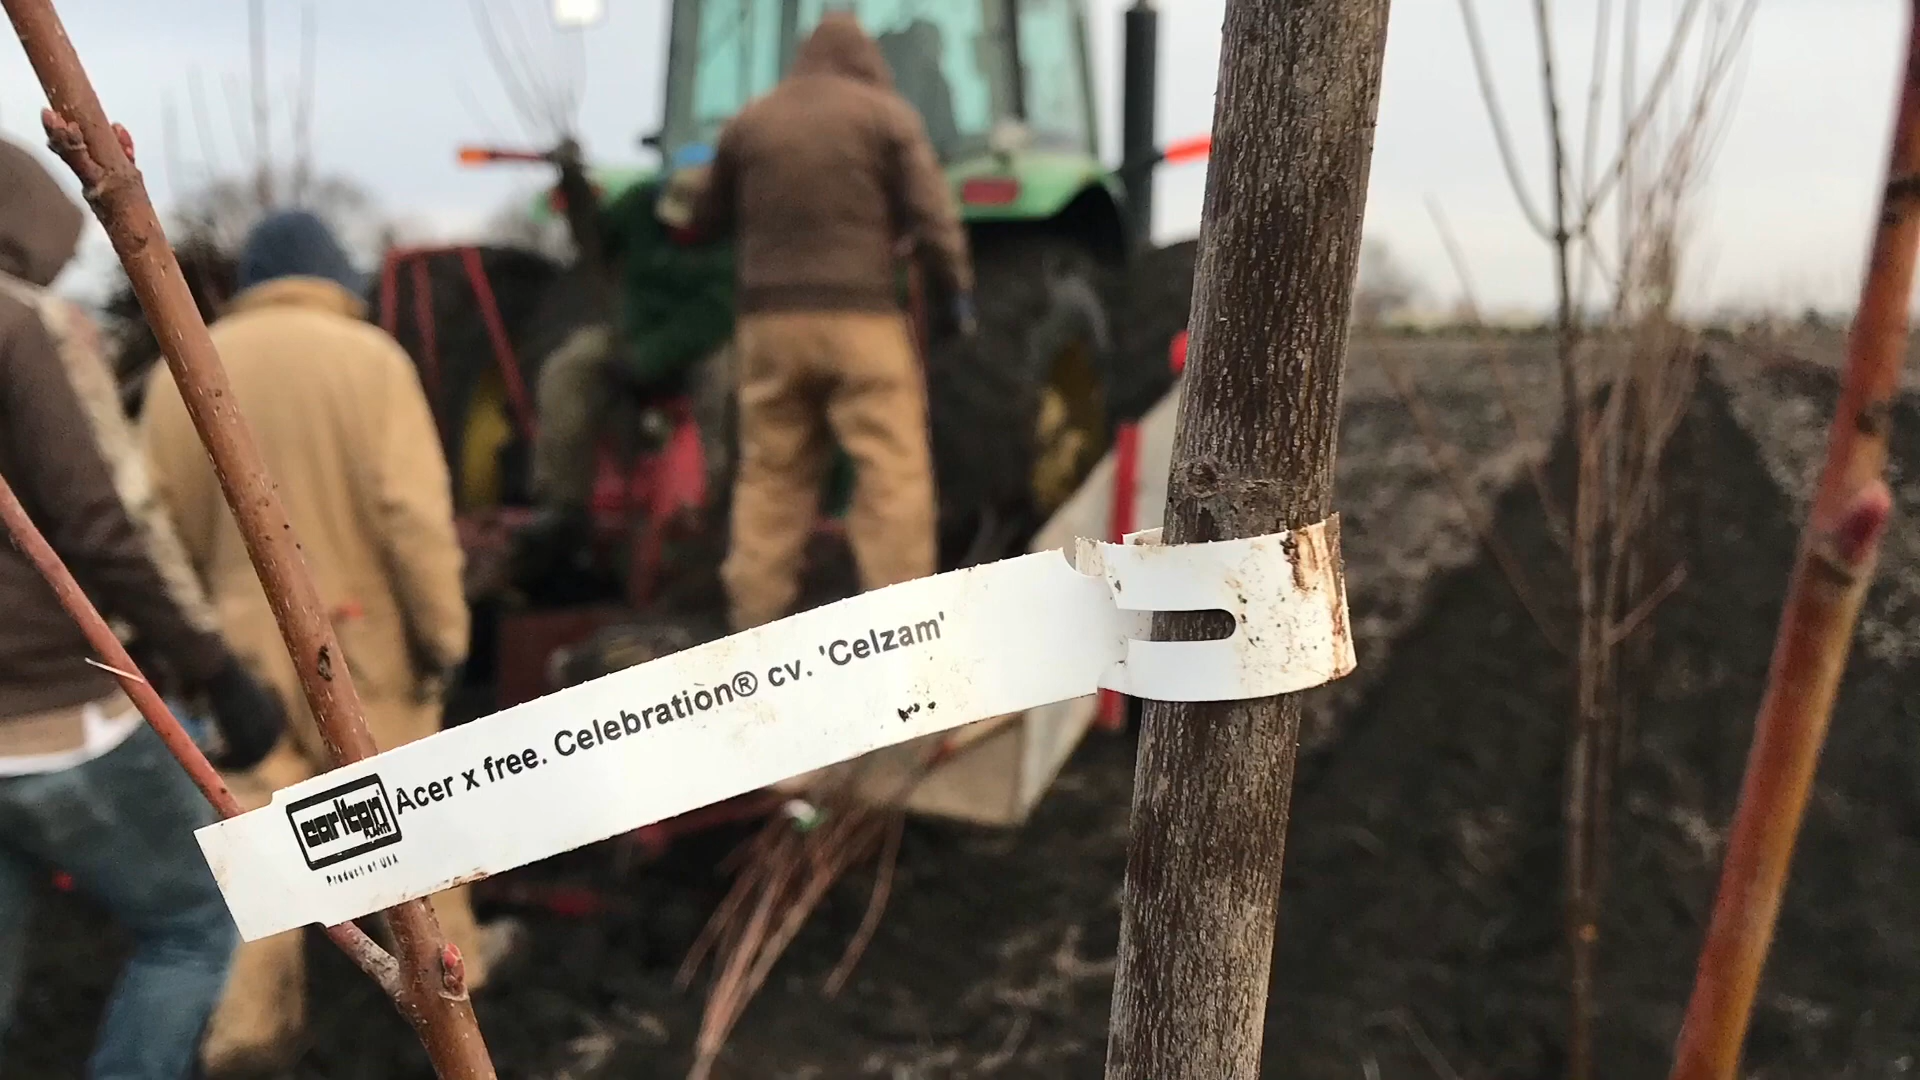 carlton
PLANTS
Product of USA
Acer x free. Celebration® cv. 'Celzam'